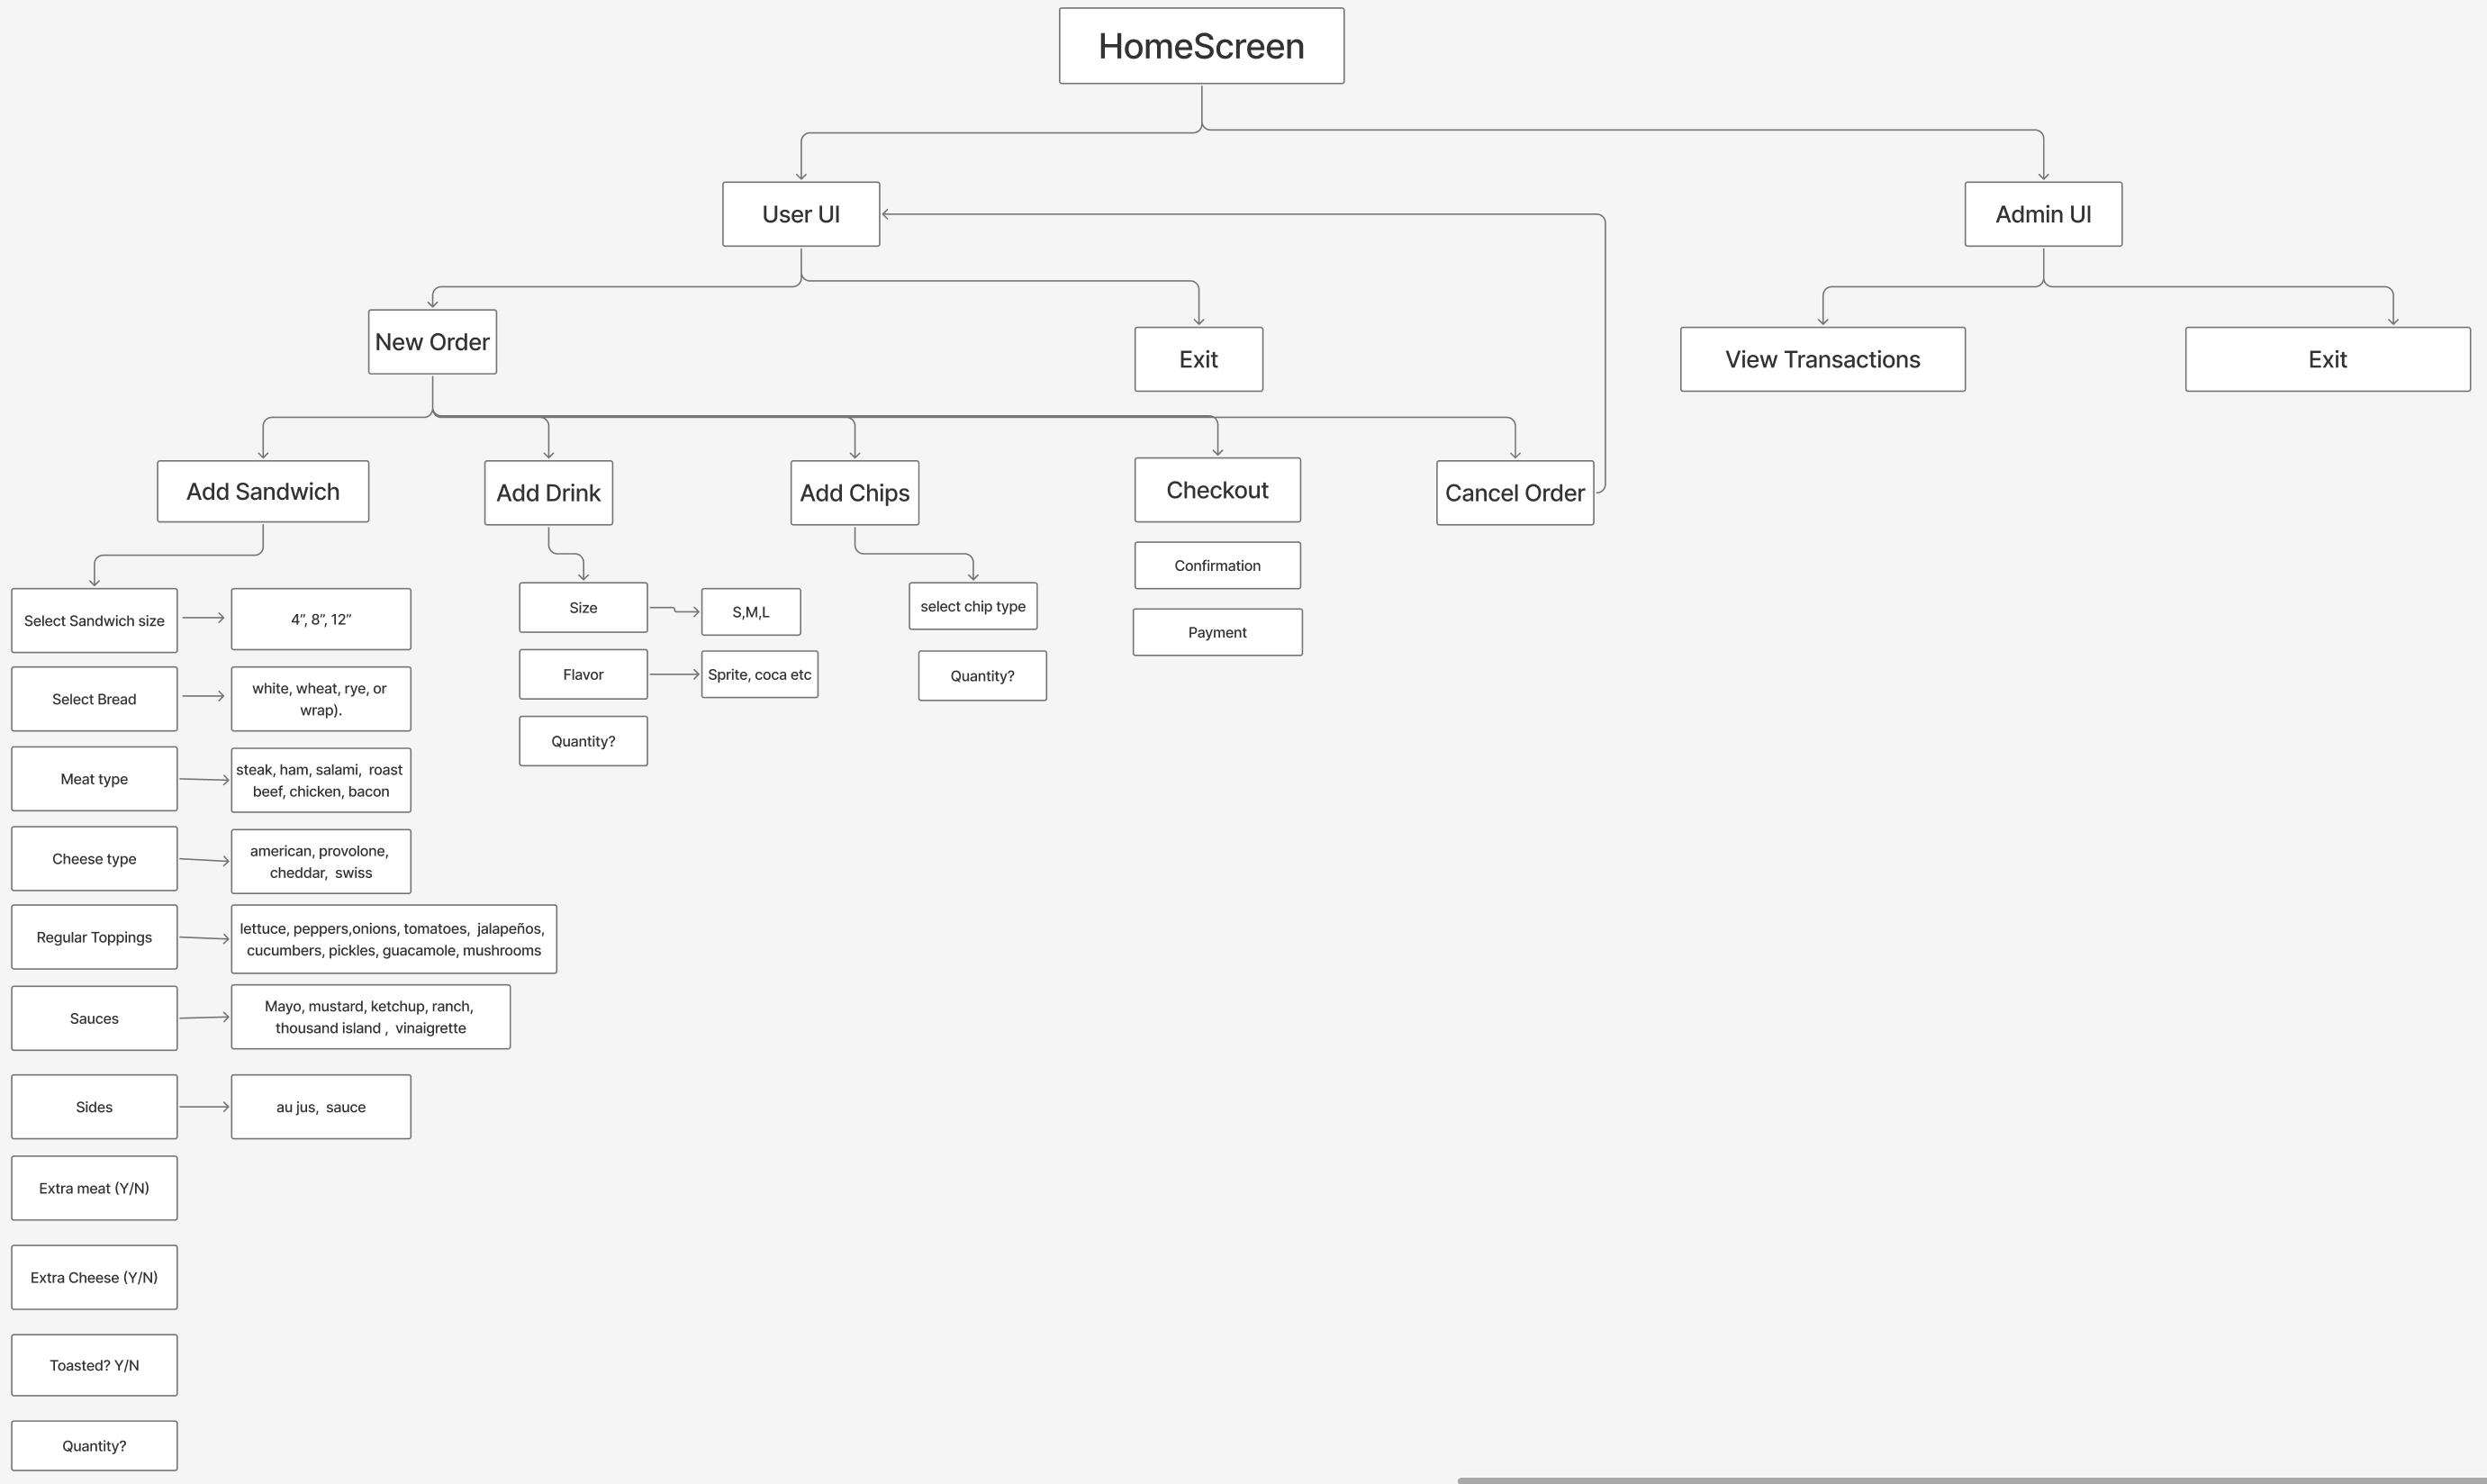 HomeScreen
User UI
Admin UI
New Order
Exit
View Transactions
Exit
Add Sandwich
Add Drink
Add Chips
Checkout
Cancel Order
Confirmation
Payment
Select Sandwich size
4”, 8”, 12”
Select Bread
white, wheat, rye, or
wrap).
Meat type
steak, ham, salami,  roast
beef, chicken, bacon
Cheese type
american, provolone,
cheddar,  swiss
Regular Toppings
lettuce, peppers,onions, tomatoes,  jalapeños,
cucumbers, pickles, guacamole, mushrooms
Sauces
Mayo, mustard, ketchup, ranch,
thousand island ,  vinaigrette
Sides
au jus,  sauce
Extra meat (Y/N)
Extra Cheese (Y/N)
Toasted? Y/N
Quantity?
Size
S,M,L
Flavor
Sprite, coca etc
Quantity?
select chip type
Quantity?